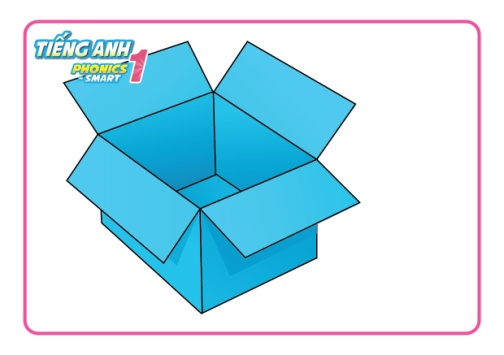 TIẾNG ANH 1
PHONICS
- SMART